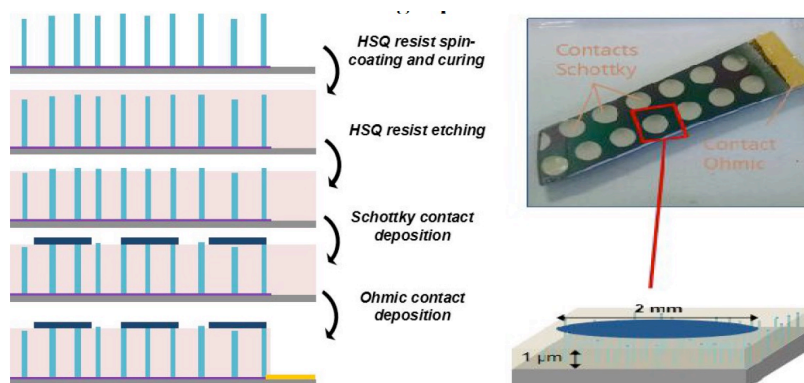 HSQ resist spin-
coating and curing
HSQ resist etching
Schottky contact
deposition
Ohmic contact
deposition
Contacts
Schottky
Contact
Ohmic
2 mm
1 µm